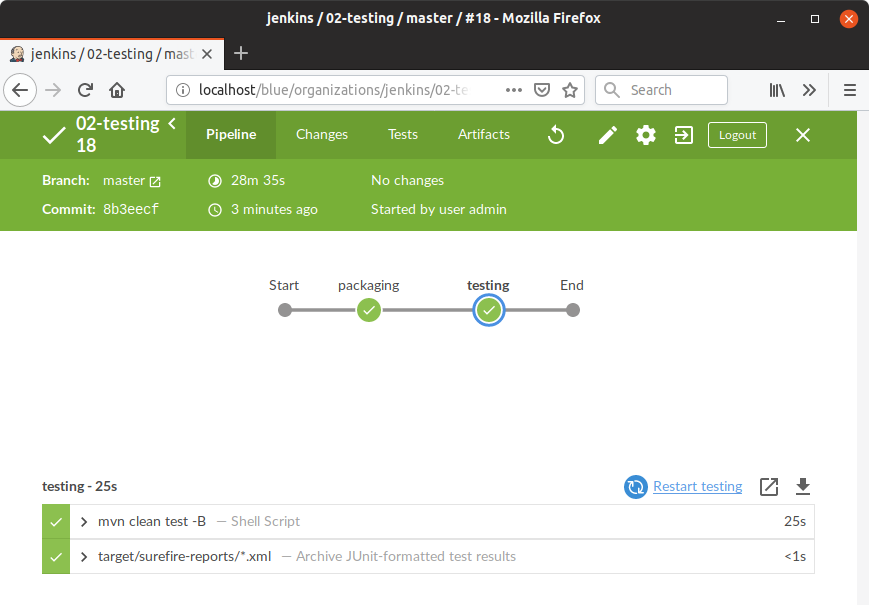 jenkins / 02-testing / master / #18 - Mozilla Firefox
jenkins / 02-testing / mast
localhost/blue/organizations/jenkins/02-te
Search
02-testing
18
Pipeline
Changes
Tests
Artifacts
Logout
Branch: master
28m 35s
No changes
Commit: 8b3eecf
3 minutes ago
Started by user admin
Start
packaging
testing
End
testing - 25s
Restart testing
mvn clean test -B — Shell Script
25s
target/surefire-reports/*.xml — Archive JUnit-formatted test results
<1s